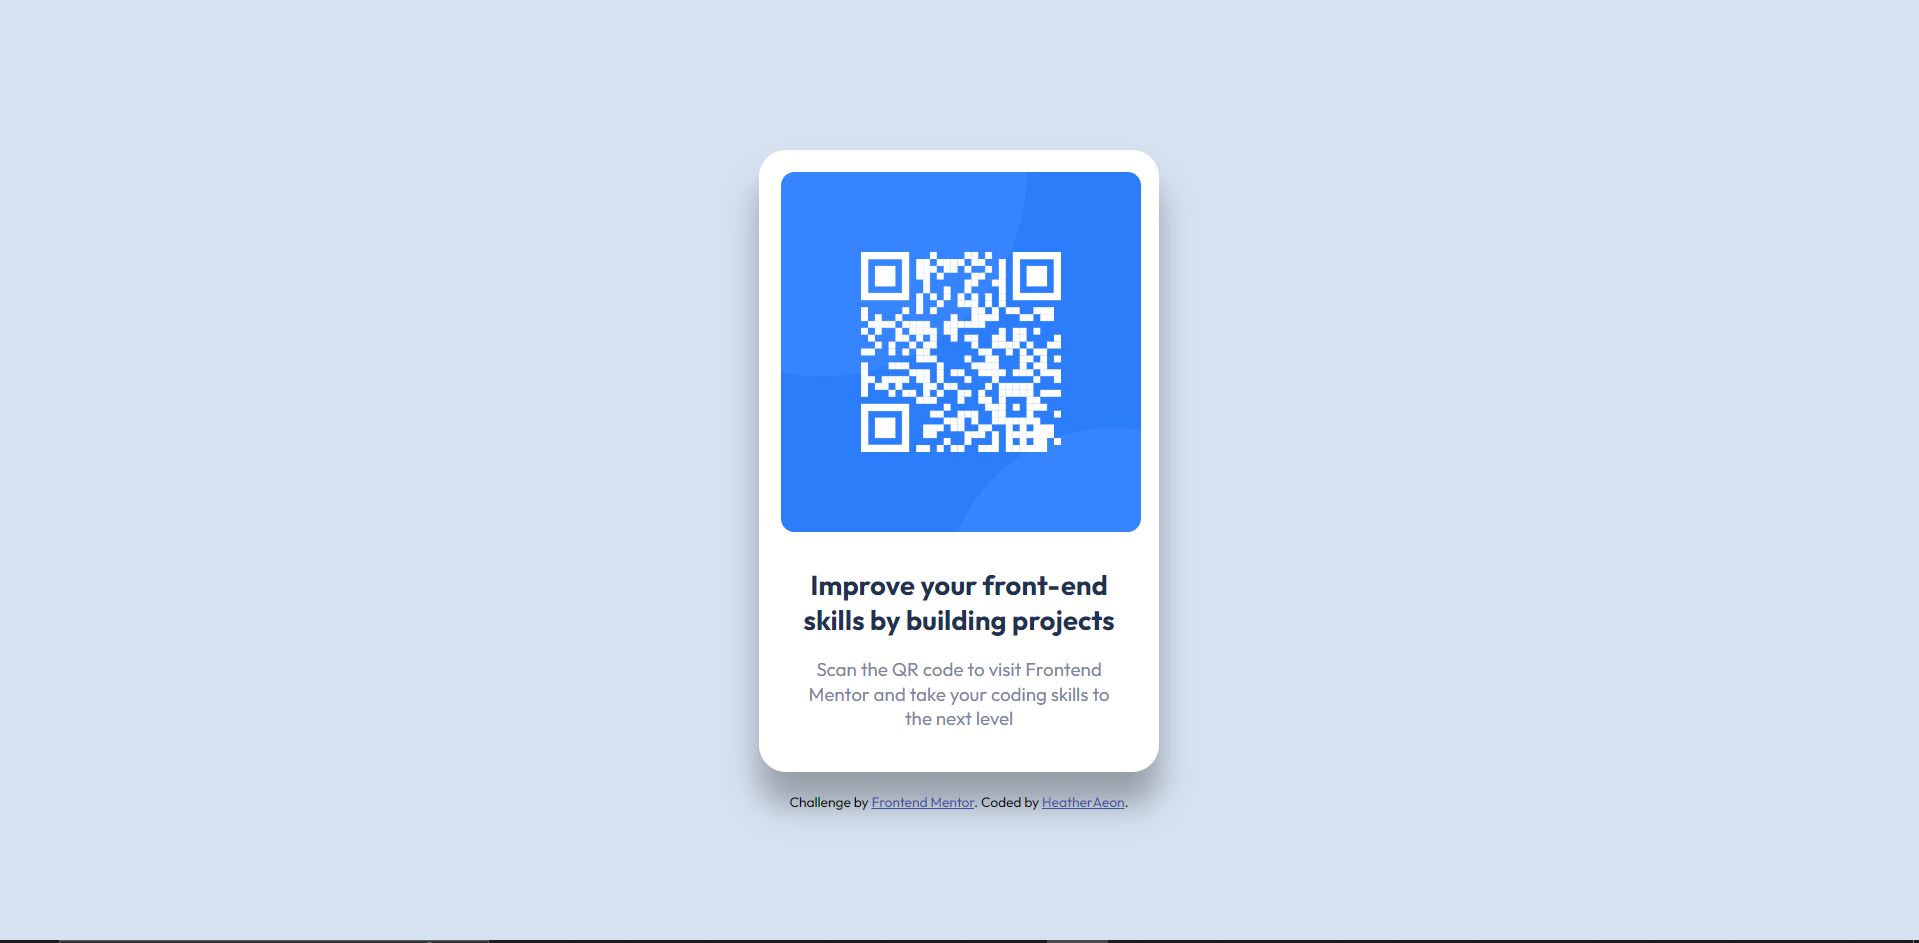 Improve your front-end
skills by building projects
Scan the QR code to visit Frontend
Mentor and take your coding skills to
the next level
Challenge by Frontend Mentor. Coded by HeatherAeon.